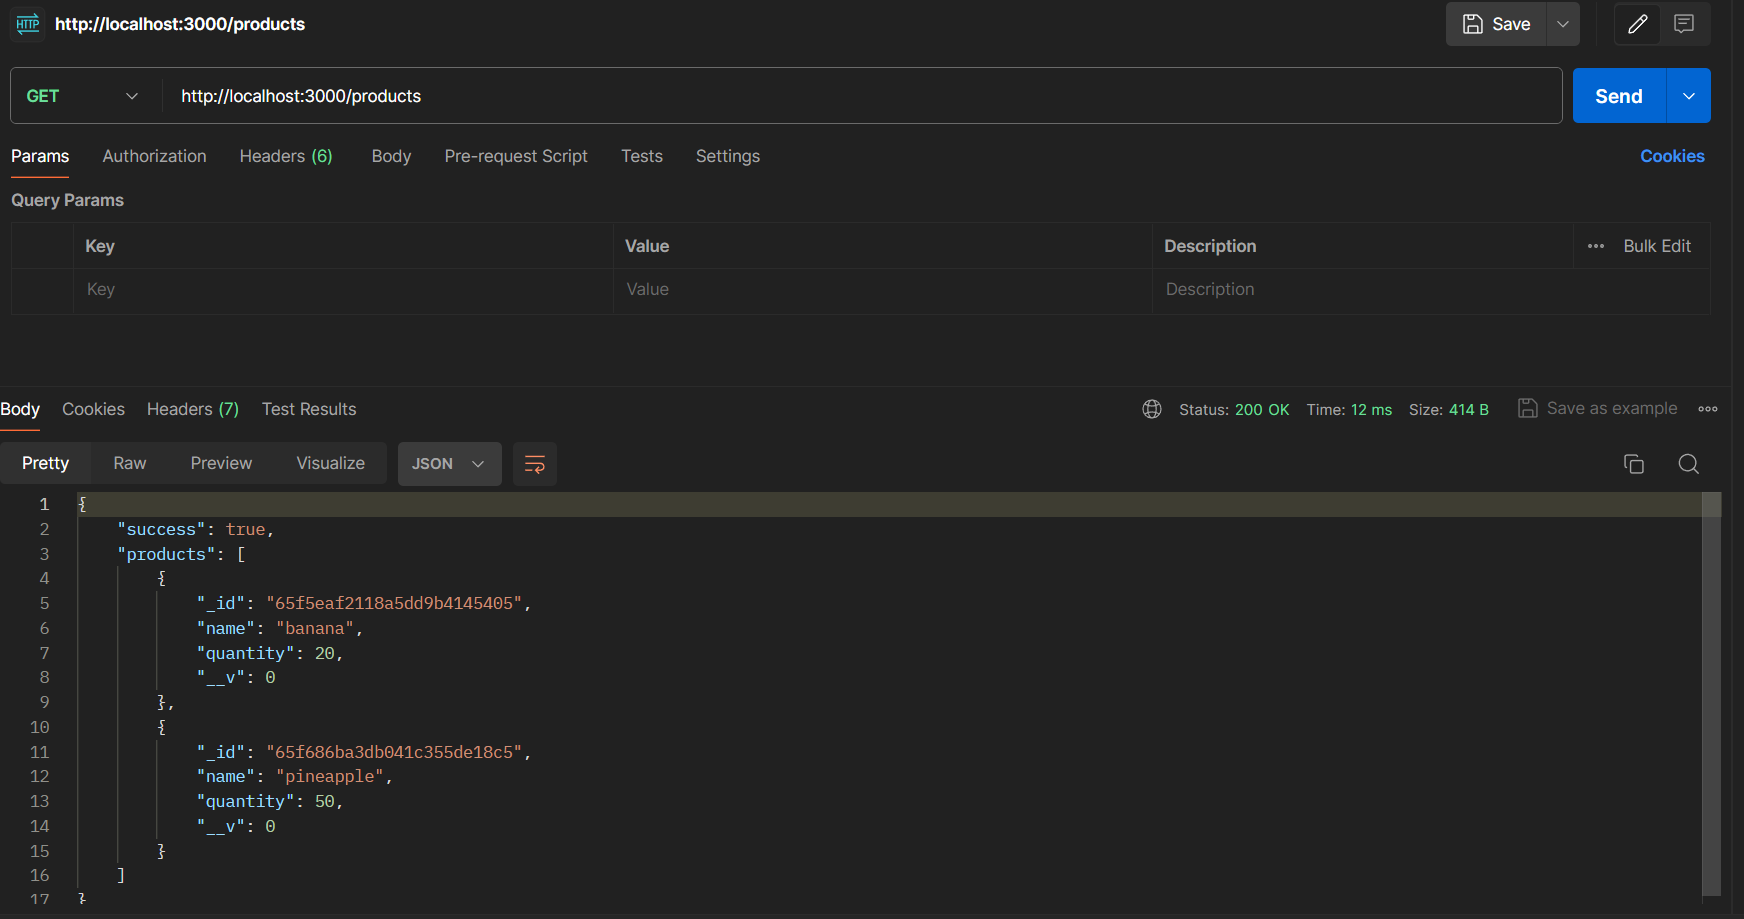 HTTP http://localhost:3000/products Save
GET http://localhost:3000/products Send
Params Authorization Headers (6) Body Pre-request Script Tests Settings Cookies
Query Params
Key Value Description ••• Bulk Edit
Key Value Description
Body Cookies Headers (7) Test Results Status: 200 OK Time: 12 ms Size: 414 B Save as example
Pretty Raw Preview Visualize JSON
1 {
2 "success": true,
3 "products": [
4 {
5 "_id": "65f5eaf2118a5dd9b4145405",
6 "name": "banana",
7 "quantity": 20,
8 "__v": 0
9 },
10 {
11 "_id": "65f686ba3db041c355de18c5",
12 "name": "pineapple",
13 "quantity": 50,
14 "__v": 0
15 }
16 ]
17 }